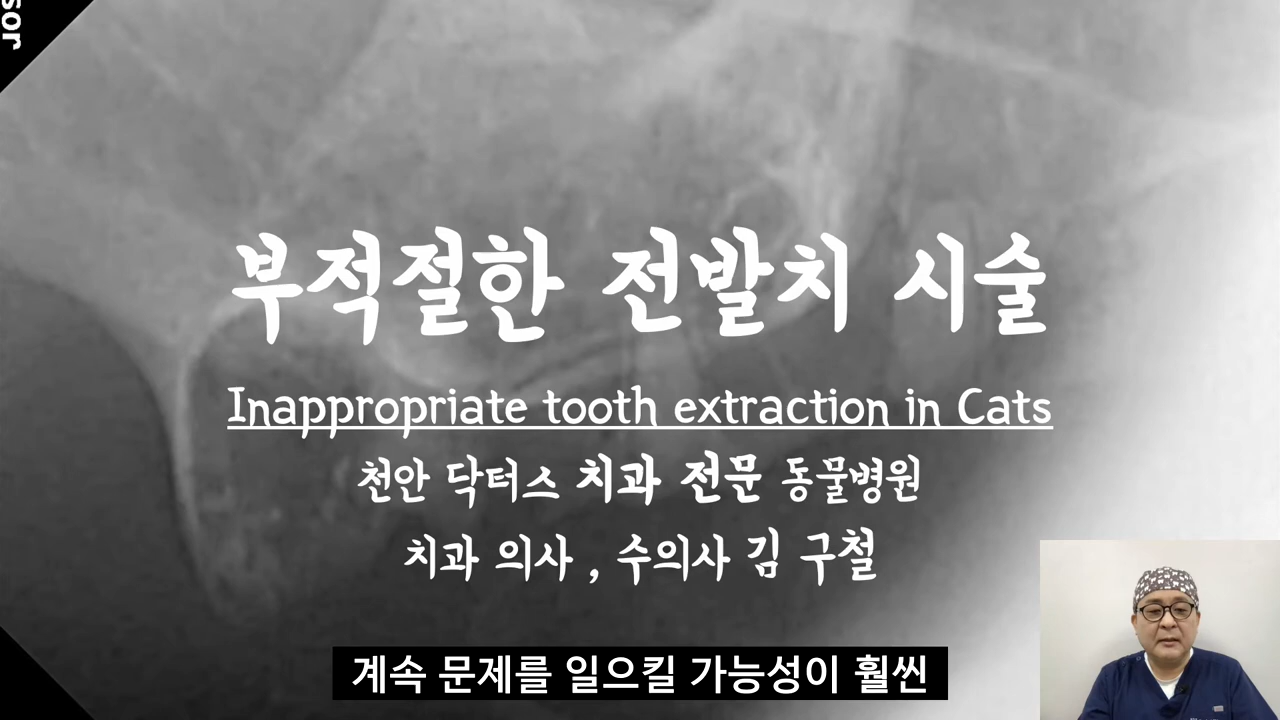 sor
부적절한 전발치 시술
Inappropriate tooth extraction in Cats
천안 닥터스 치과 전문 동물병원
치과 의사 , 수의사 김 구철
계속 문제를 일으킬 가능성이 훨씬